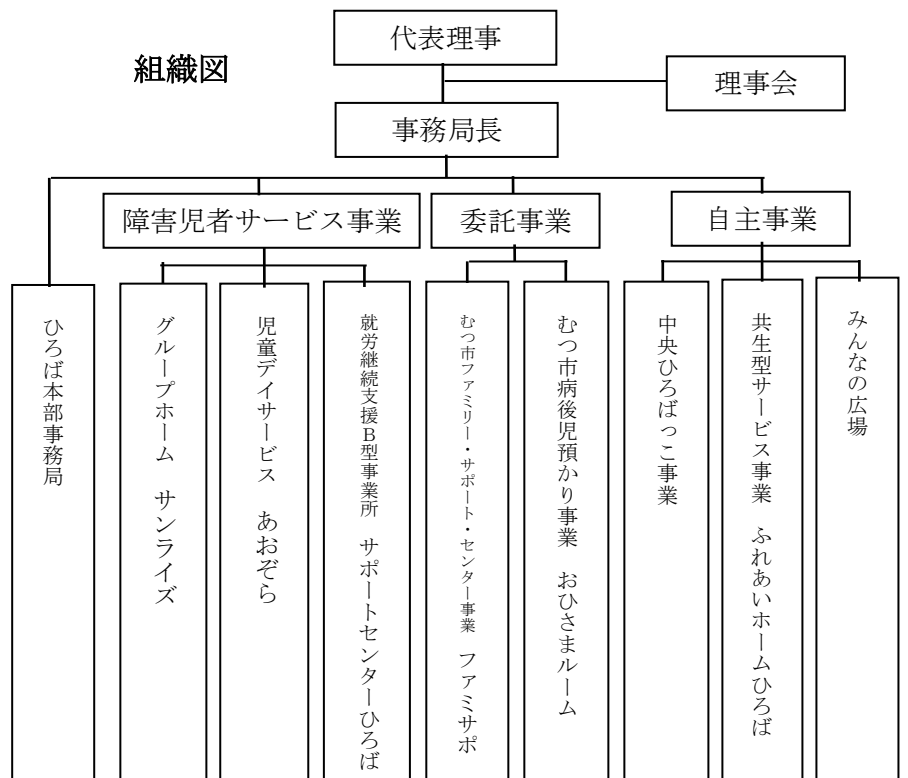 組織図
代表理事
理事会
事務局長
障害児者サービス事業
委託事業
自主事業
ひろば本部事務局
グループホーム　サンライズ
児童デイサービス　あおぞら
就労継続支援B型事業所　サポートセンターひろば
むつ市ファミリー・サポート・センター事業　ファミサポ
むつ市病後児預かり事業　おひさまルーム
中央ひろばっこ事業
共生型サービス事業　ふれあいホームひろば
みんなの広場